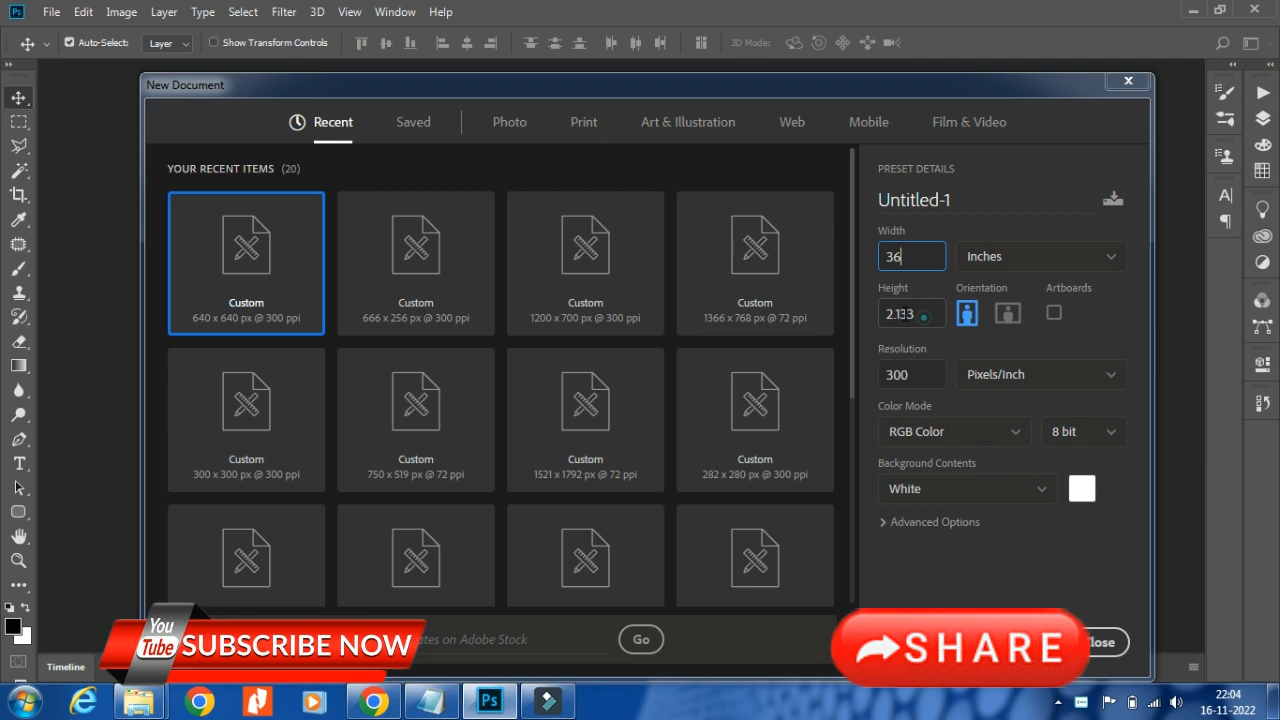 Ps File Edit Image Layer Type Select Filter 3D View Window Help
Auto-Select: Layer Show Transform Controls 3D Mode:
New Document
Recent Saved Photo Print Art & Illustration Web Mobile Film & Video
YOUR RECENT ITEMS (20)
Custom
640 x 640 px @ 300 ppi
Custom
666 x 256 px @ 300 ppi
Custom
1200 x 700 px @ 300 ppi
Custom
1366 x 768 px @ 72 ppi
Custom
300 x 300 px @ 300 ppi
Custom
750 x 519 px @ 72 ppi
Custom
1521 x 1792 px @ 72 ppi
Custom
282 x 280 px @ 300 ppi
PRESET DETAILS
Untitled-1
Width
36 Inches
Height Orientation Artboards
2.133
Resolution
300 Pixels/Inch
Color Mode
RGB Color 8 bit
Background Contents
White
Advanced Options
on Adobe Stock Go
You Tube SUBSCRIBE NOW
SHARE
Timeline
Ps
22:04
16-11-2022